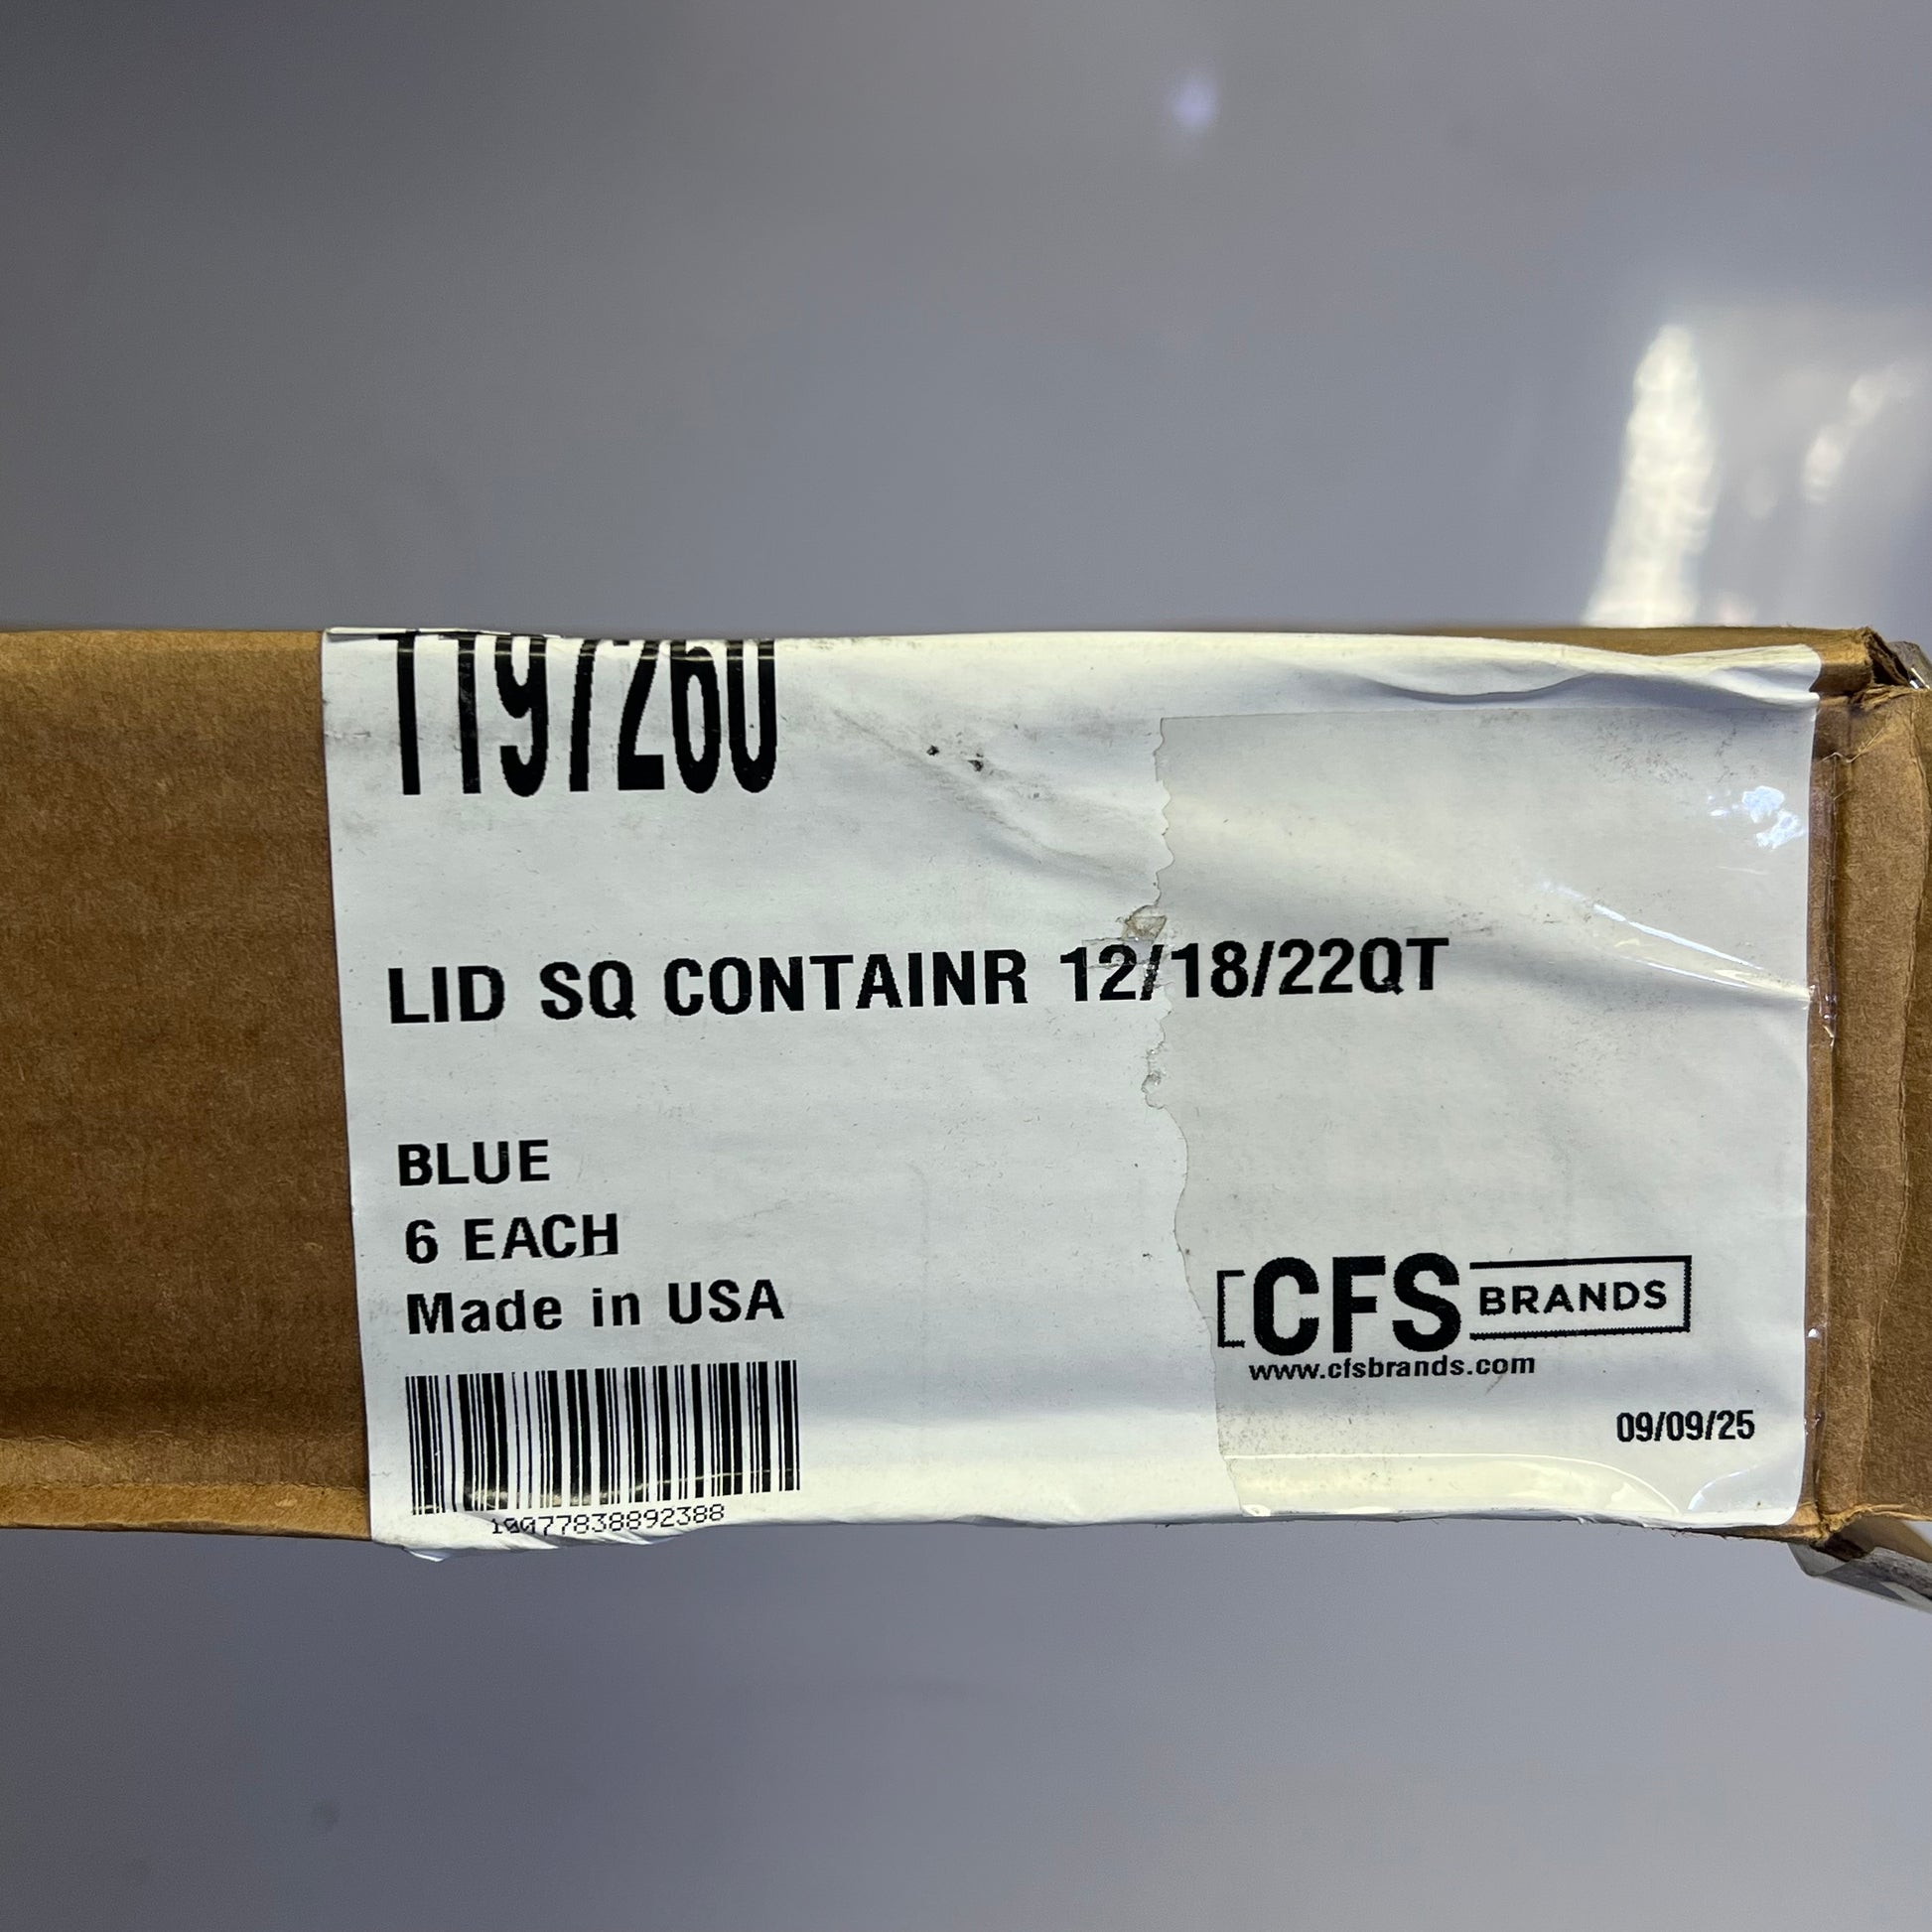 1197260
LID SQ CONTAINR 12/18/22QT
BLUE
6 EACH
Made in USA
10077838892388
CFS BRANDS
www.cfsbrands.com
09/09/25